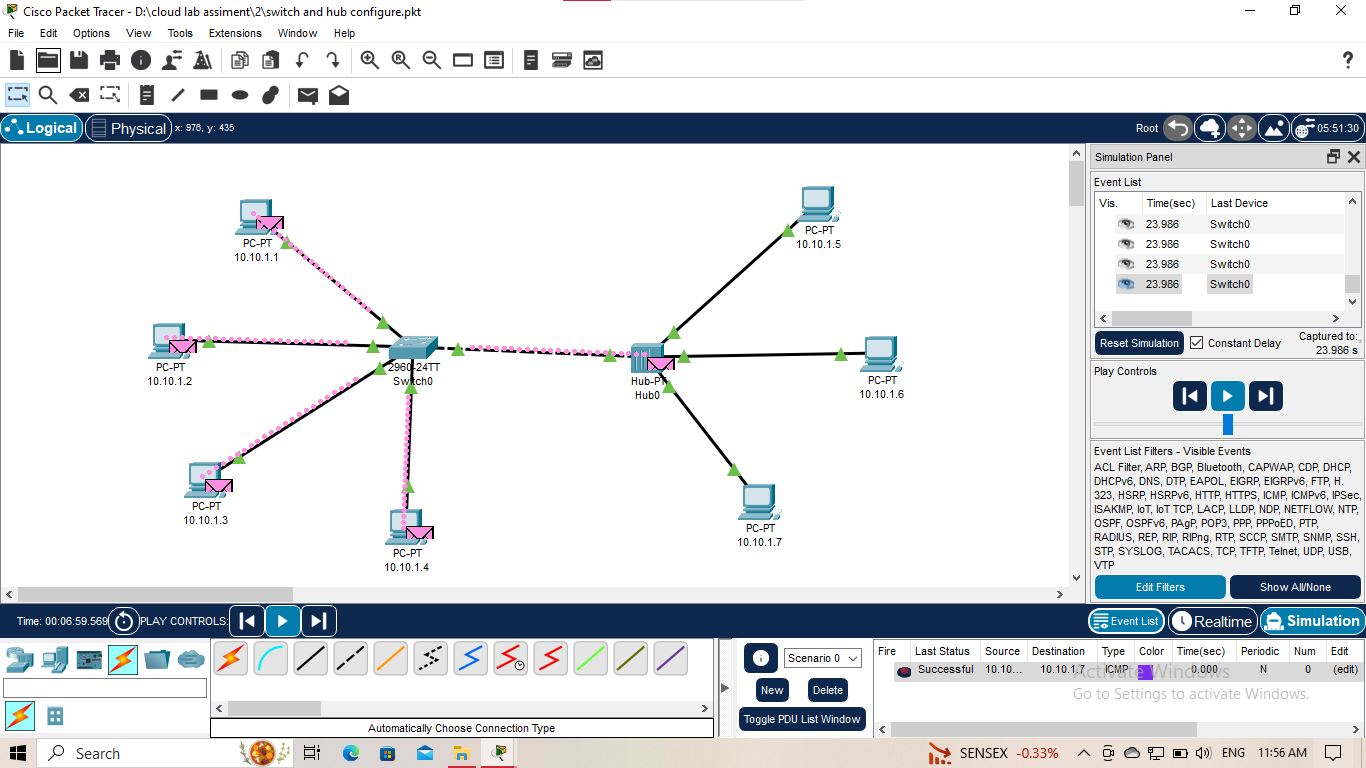 Cisco Packet Tracer - D:\cloud lab assiment\2\switch and hub configure.pkt
File Edit Options View Tools Extensions Window Help
Logical Physical x: 976, y: 435 Root 05:51:30
PC-PT
10.10.1.1
PC-PT
10.10.1.2
PC-PT
10.10.1.3
PC-PT
10.10.1.4
2960-24TT
Switch0
Hub-PT
Hub0
PC-PT
10.10.1.5
PC-PT
10.10.1.6
PC-PT
10.10.1.7
Simulation Panel
Event List
Vis. Time(sec) Last Device
23.986 Switch0
23.986 Switch0
23.986 Switch0
23.986 Switch0
Reset Simulation Constant Delay Captured to:
23.986 s
Play Controls
Event List Filters - Visible Events
ACL Filter, ARP, BGP, Bluetooth, CAPWAP, CDP, DHCP,
DHCPv6, DNS, DTP, EAPOL, EIGRP, EIGRPv6, FTP, H.
323, HSRP, HSRPv6, HTTP, HTTPS, ICMP, ICMPv6, IPSec,
ISAKMP, IoT, IoT TCP, LACP, LLDP, NDP, NETFLOW, NTP,
OSPF, OSPFv6, PAgP, POP3, PPP, PPPoED, PTP,
RADIUS, REP, RIP, RIPng, RTP, SCCP, SMTP, SNMP, SSH,
STP, SYSLOG, TACACS, TCP, TFTP, Telnet, UDP, USB,
VTP
Edit Filters Show All/None
Time: 00:06:59.569 PLAY CONTROLS: Event List Realtime Simulation
Automatically Choose Connection Type
Scenario 0
New Delete
Toggle PDU List Window
Fire Last Status Source Destination Type Color Time(sec) Periodic Num Edit
Successful 10.10... 10.10.1.7 ICMP 0.000 N 0 (edit)
Activate Windows
Go to Settings to activate Windows.
Search SENSEX -0.33% ENG 11:56 AM